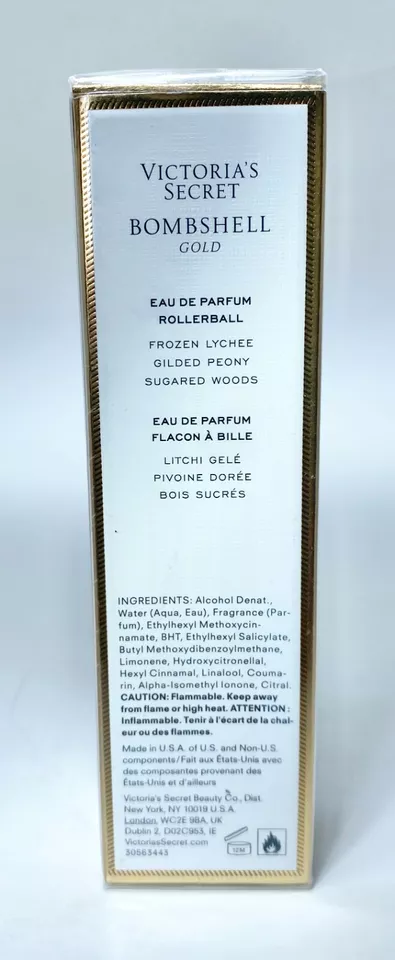 VICTORIA'S
SECRET
BOMBSHELL
GOLD
EAU DE PARFUM
ROLLERBALL
FROZEN LYCHEE
GILDED PEONY
SUGARED WOODS
EAU DE PARFUM
FLACON À BILLE
LITCHI GELÉ
PIVOINE DORÉE
BOIS SUCRÉS
INGREDIENTS: Alcohol Denat.,
Water (Aqua, Eau), Fragrance (Par-
fum), Ethylhexyl Methoxycin-
namate, BHT, Ethylhexyl Salicylate,
Butyl Methoxydibenzoylmethane,
Limonene, Hydroxycitronellal,
Hexyl Cinnamal, Linalool, Couma-
rin, Alpha-Isomethyl Ionone, Citral.
CAUTION: Flammable. Keep away
from flame or high heat. ATTENTION :
Inflammable. Tenir à l'écart de la chal-
eur ou des flammes.
Made in U.S.A. of U.S. and Non-U.S.
components/Fait aux États-Unis avec
des composantes provenant des
États-Unis et d'ailleurs
Victoria's Secret Beauty Co., Dist.
New York, NY 10019 U.S.A.
London, WC2E 9BA, UK
Dublin 2, D02C953, IE
VictoriasSecret.com
30563443
12M